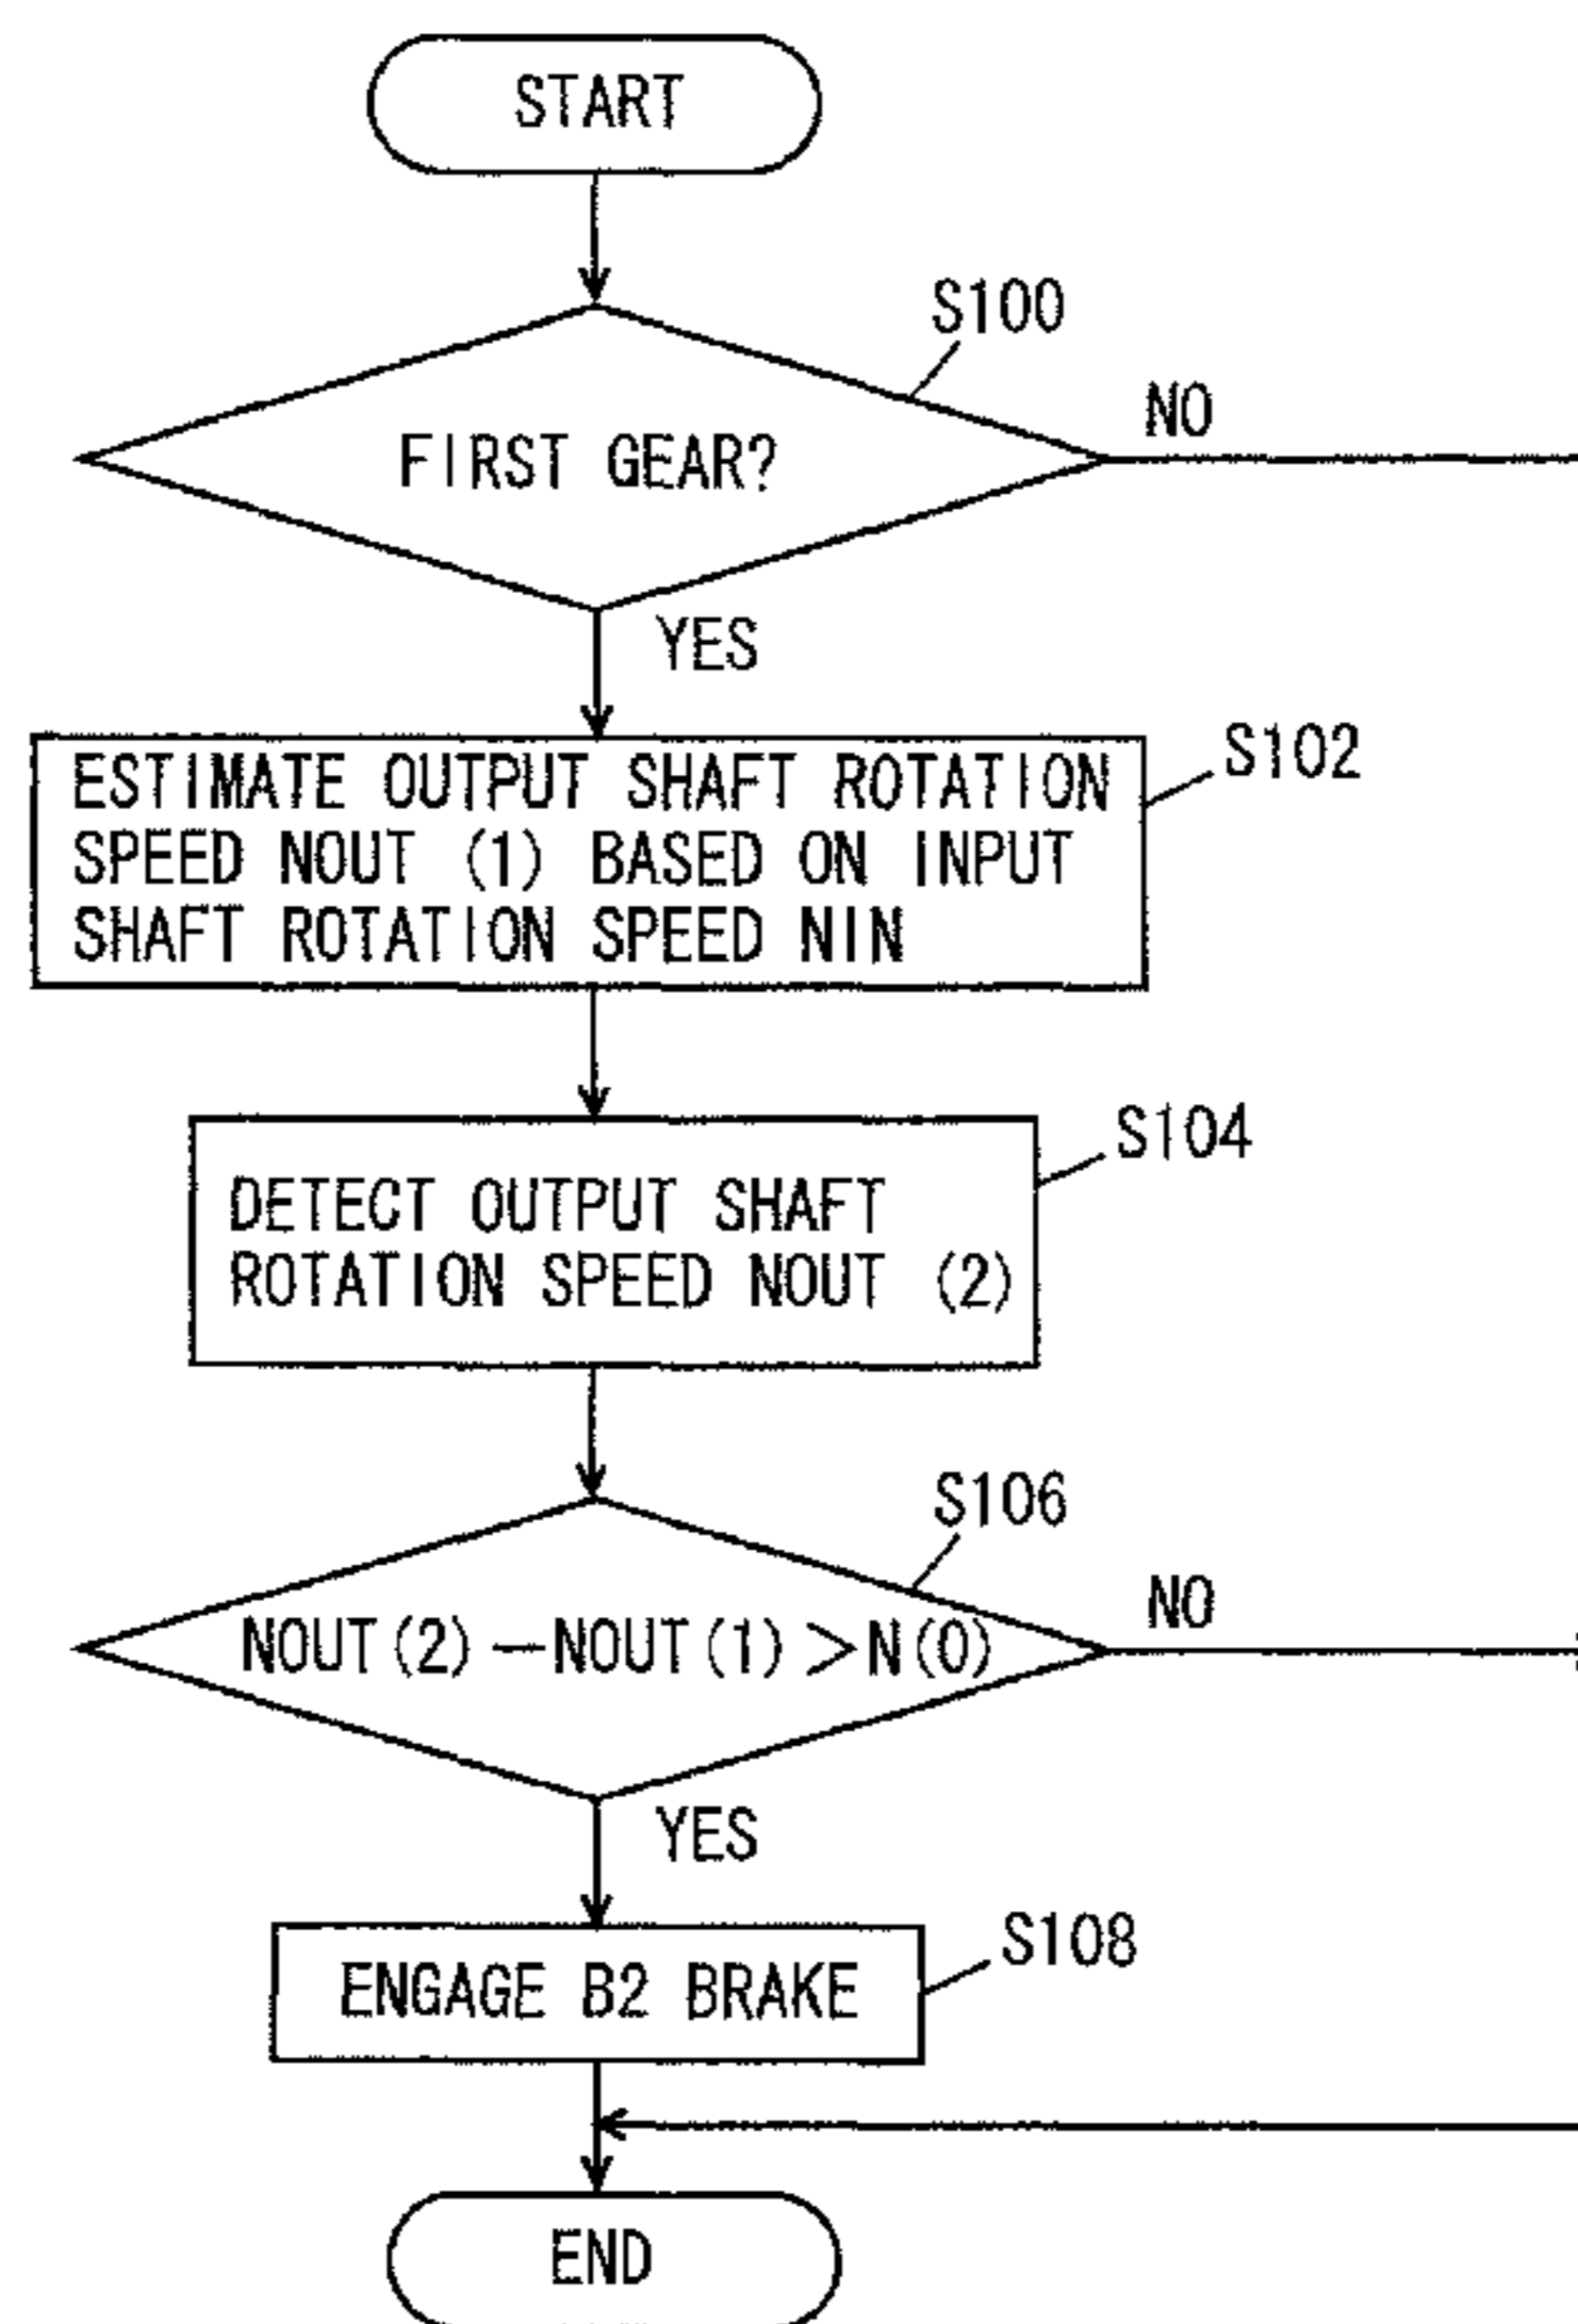 START
S100
FIRST GEAR?
NO
YES
S102
ESTIMATE OUTPUT SHAFT ROTATION
SPEED NOUT (1) BASED ON INPUT
SHAFT ROTATION SPEED NIN
S104
DETECT OUTPUT SHAFT
ROTATION SPEED NOUT (2)
S106
NOUT(2)-NOUT(1)>N(0)
NO
YES
S108
ENGAGE B2 BRAKE
END